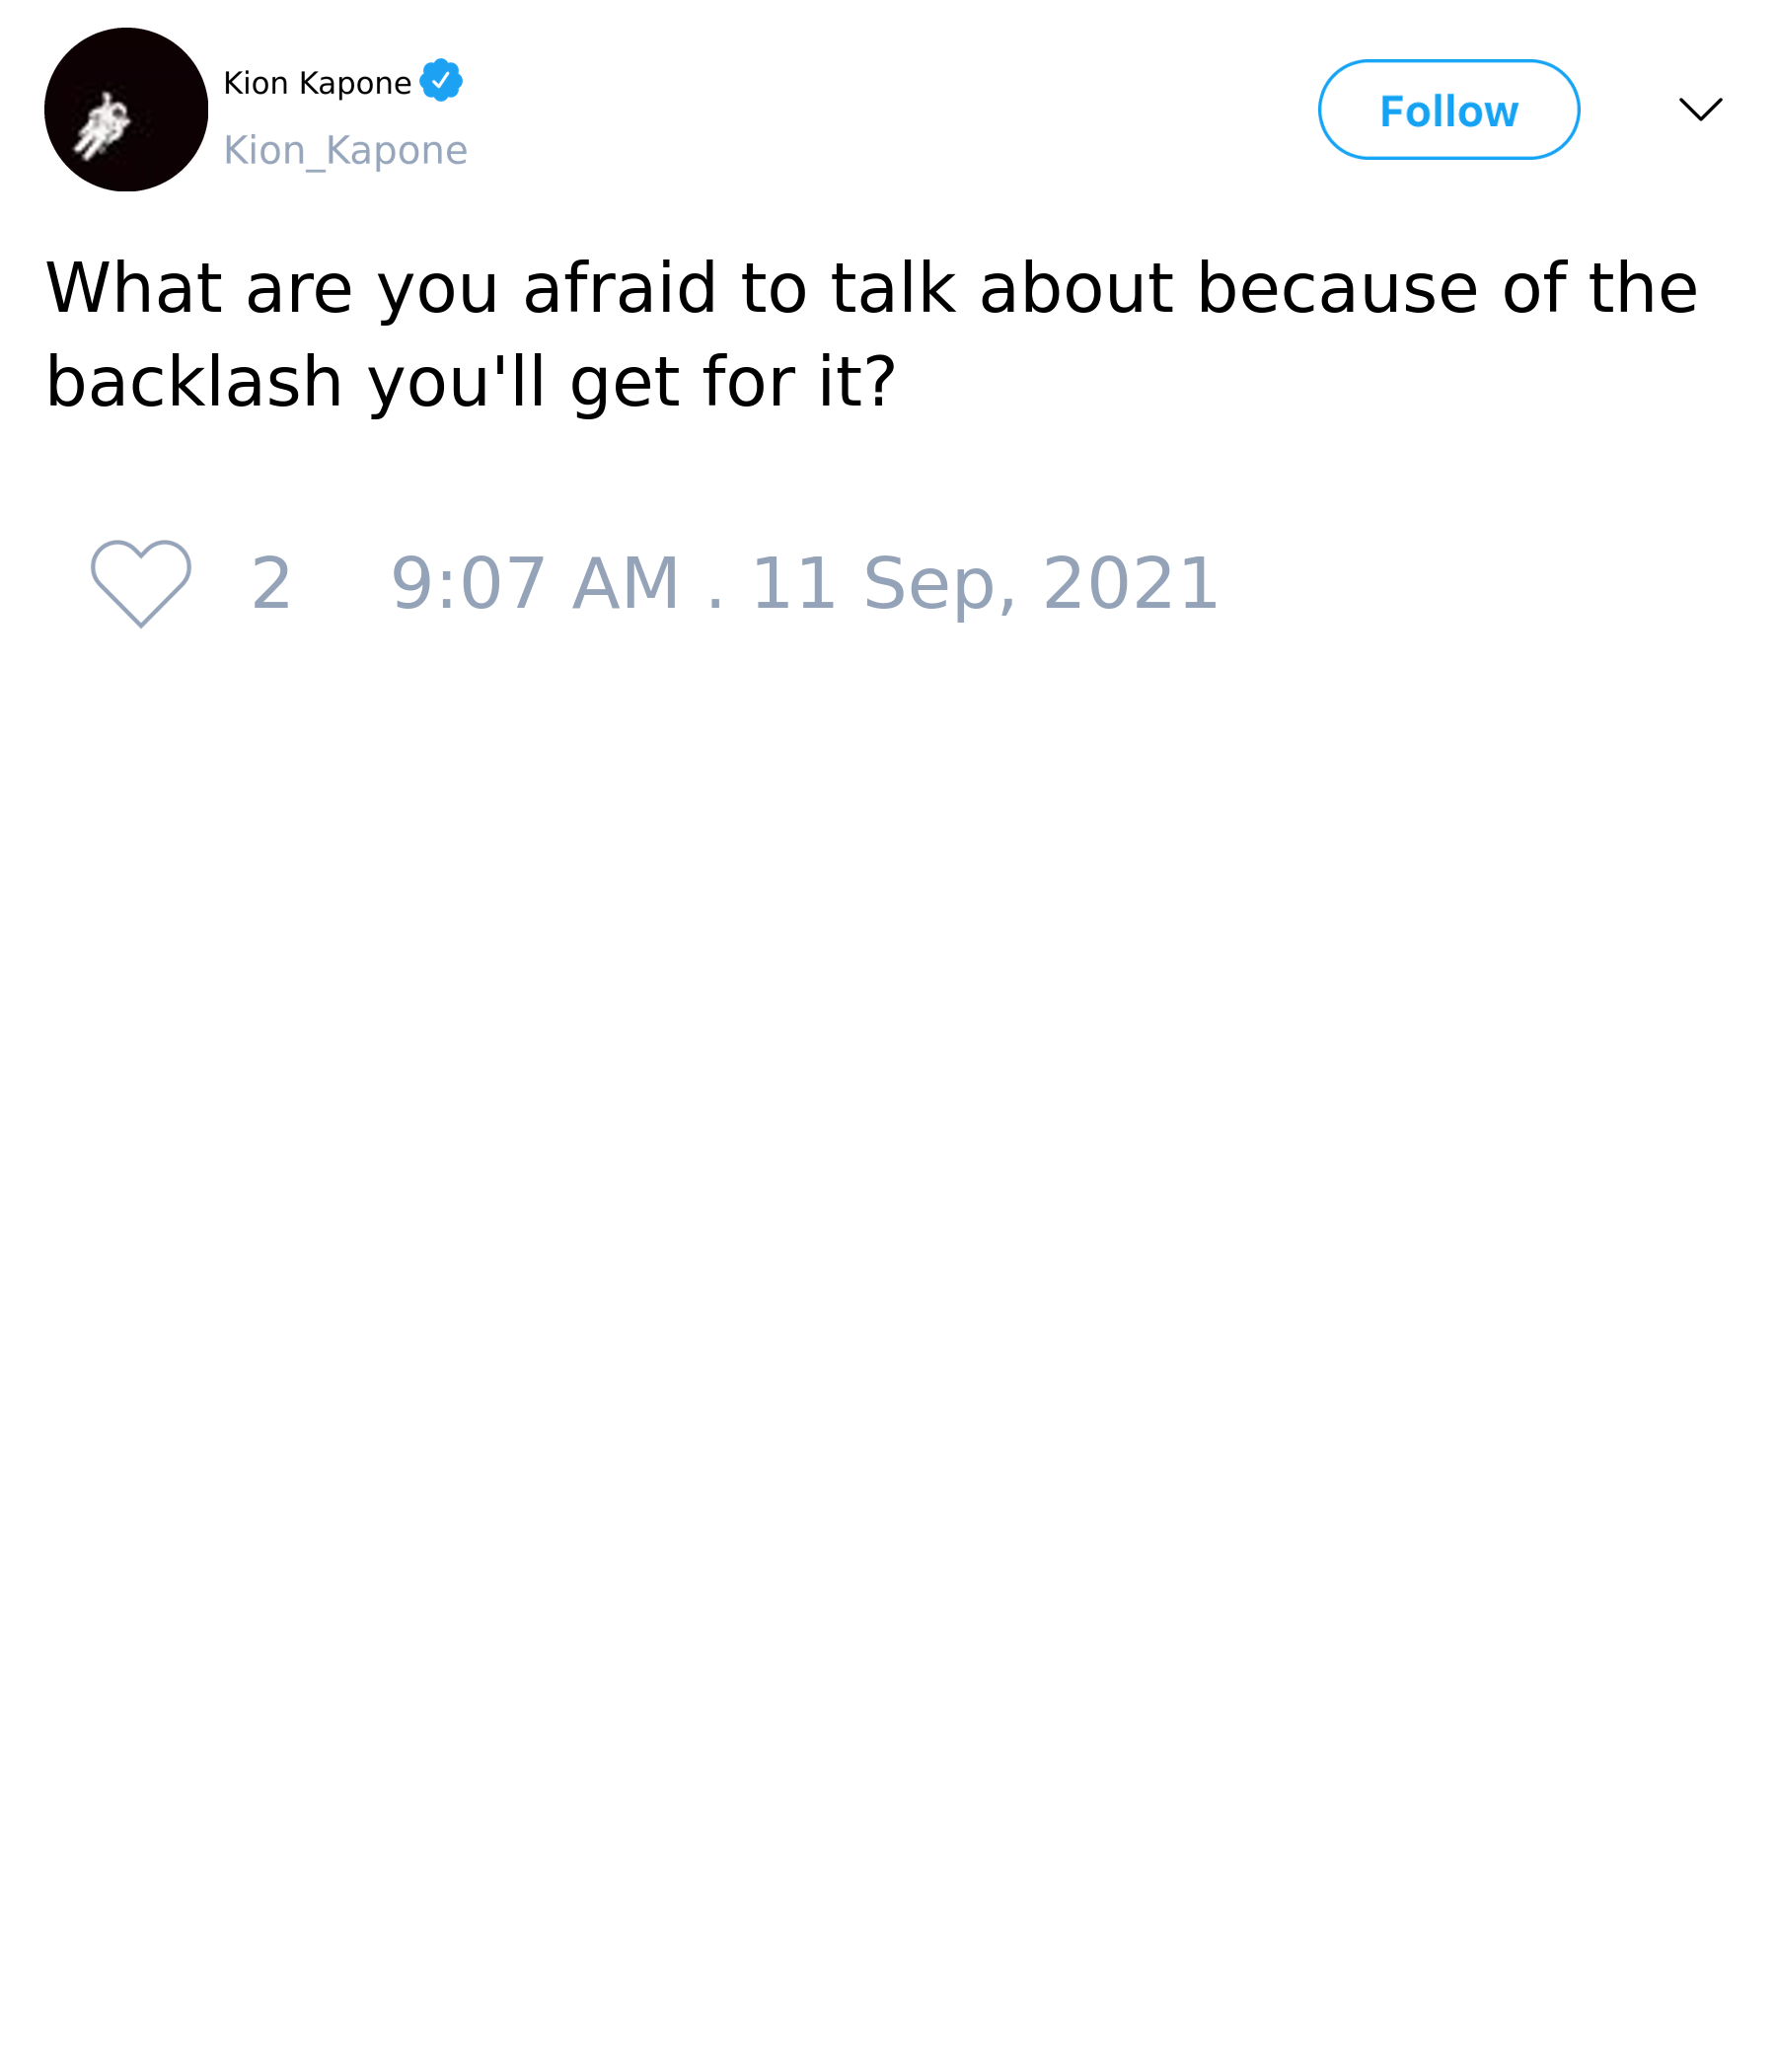 Kion Kapone
Kion_Kapone
Follow
What are you afraid to talk about because of the
backlash you'll get for it?
2 9:07 AM . 11 Sep, 2021